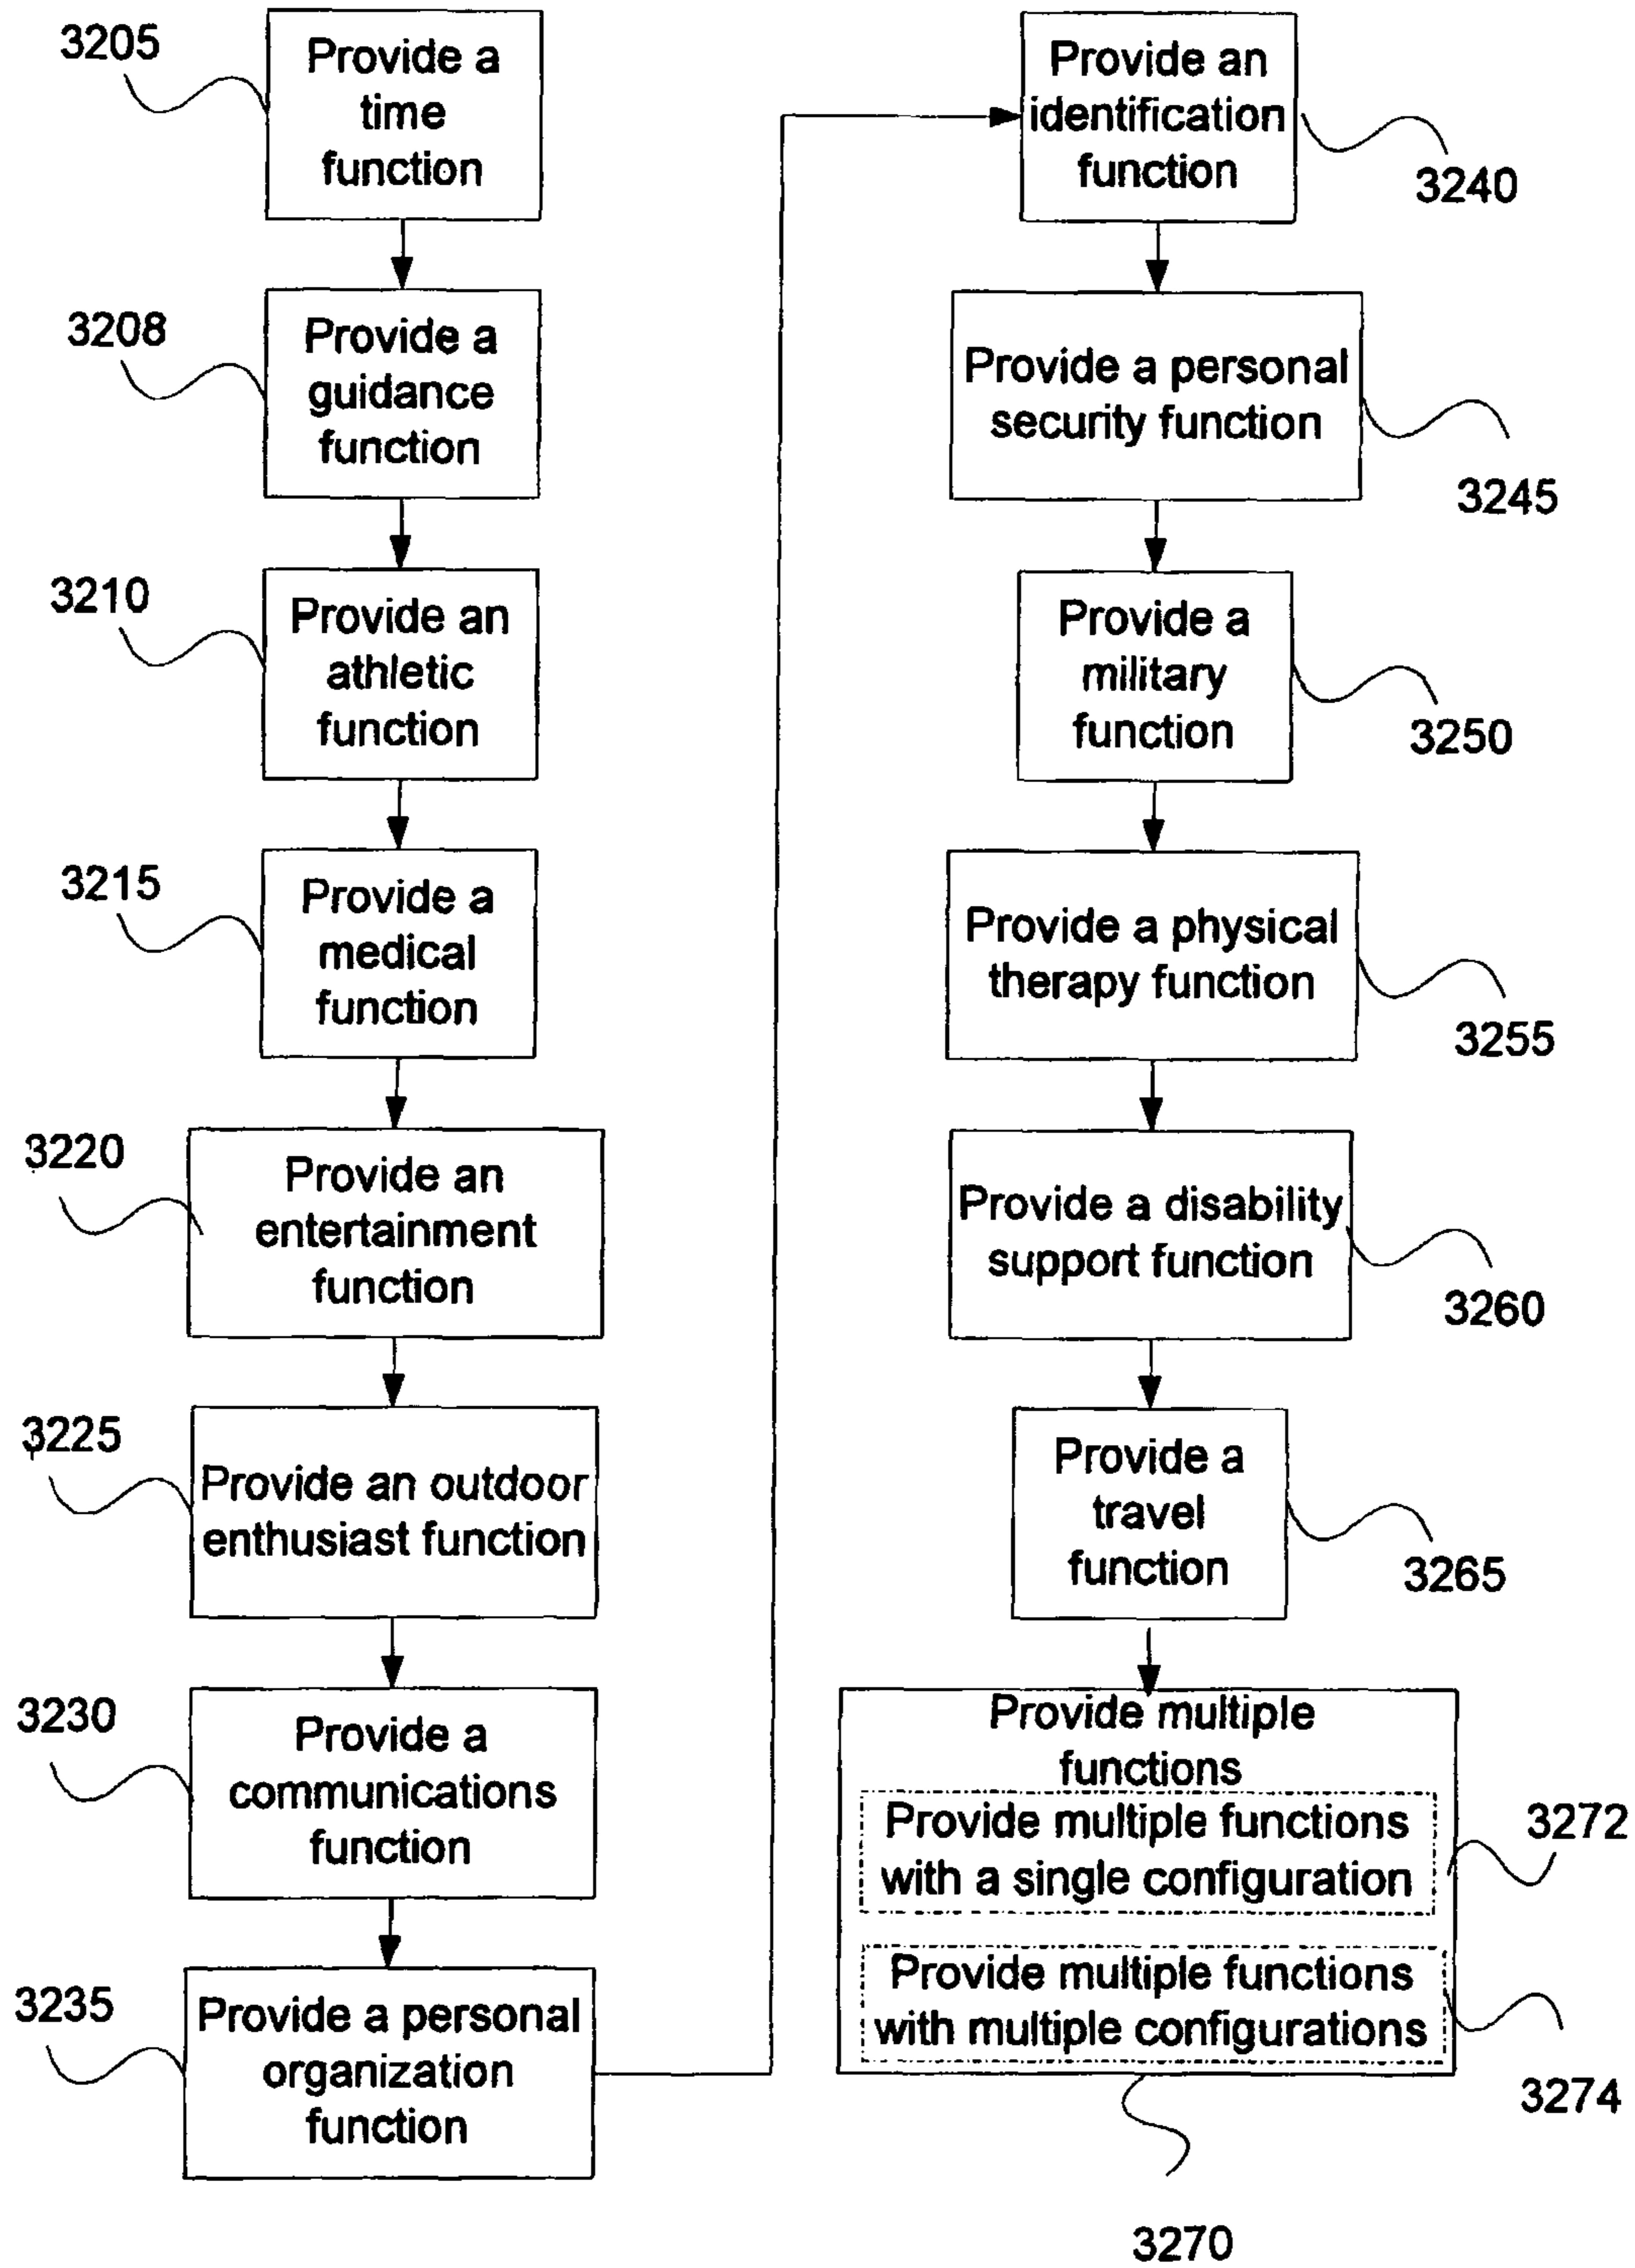 3205
Provide a
time
function
3208
Provide a
guidance
function
3210
Provide an
athletic
function
3215
Provide a
medical
function
3220
Provide an
entertainment
function
3225
Provide an outdoor
enthusiast function
3230
Provide a
communications
function
3235
Provide a personal
organization
function
Provide an
identification
function
3240
Provide a personal
security function
3245
Provide a
military
function
3250
Provide a physical
therapy function
3255
Provide a disability
support function
3260
Provide a
travel
function
3265
Provide multiple
functions
Provide multiple functions
with a single configuration
3272
Provide multiple functions
with multiple configurations
3274
3270